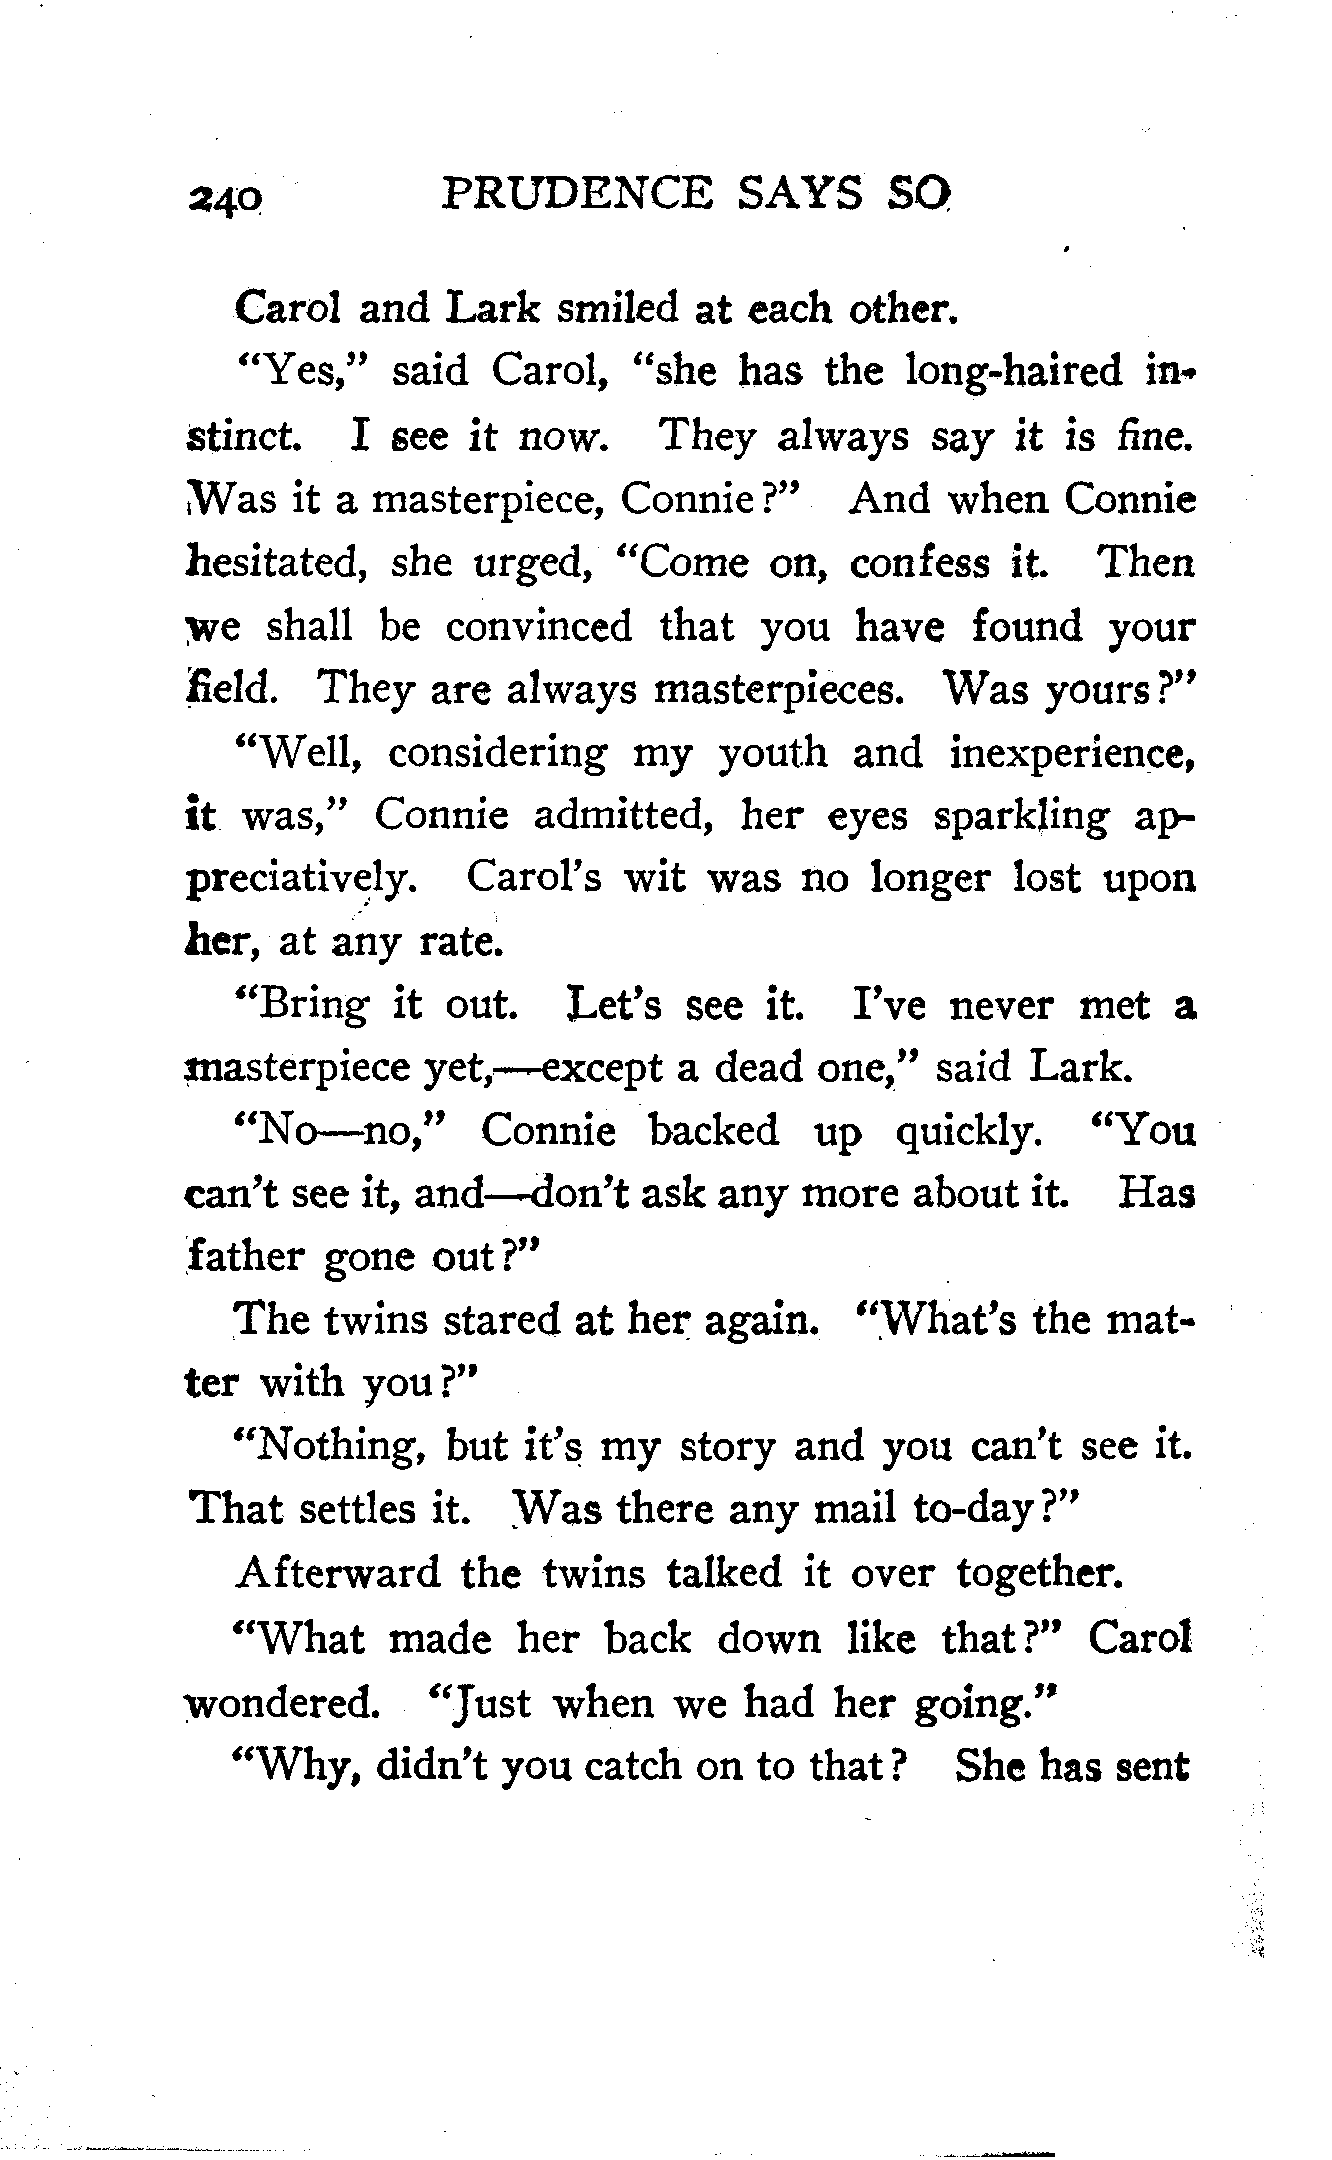 240 PRUDENCE SAYS SO
Carol and Lark smiled at each other.
"Yes," said Carol, "she has the long-haired in-
stinct. I see it now. They always say it is fine.
Was it a masterpiece, Connie?" And when Connie
hesitated, she urged, "Come on, confess it. Then
we shall be convinced that you have found your
field. They are always masterpieces. Was yours?"
"Well, considering my youth and inexperience,
it was," Connie admitted, her eyes sparkling ap-
preciatively. Carol's wit was no longer lost upon
her, at any rate.
"Bring it out. Let's see it. I've never met a
masterpiece yet,—except a dead one," said Lark.
"No—no," Connie backed up quickly. "You
can't see it, and—don't ask any more about it. Has
father gone out?"
The twins stared at her again. "What's the mat-
ter with you?"
"Nothing, but it's my story and you can't see it.
That settles it. Was there any mail to-day?"
Afterward the twins talked it over together.
"What made her back down like that?" Carol
wondered. "Just when we had her going."
"Why, didn't you catch on to that? She has sent